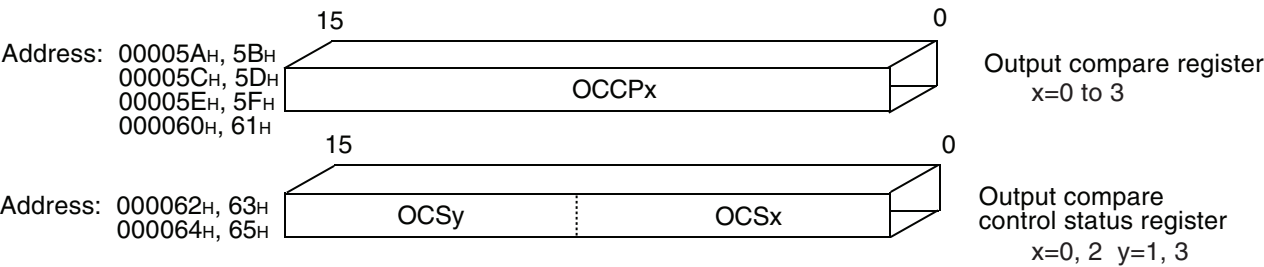 15 0
Address: 00005AH, 5BH
00005CH, 5DH
00005EH, 5FH
000060H, 61H
OCCPx
Output compare register
x=0 to 3
15 0
Address: 000062H, 63H
000064H, 65H
OCSy OCSx
Output compare
control status register
x=0, 2 y=1, 3